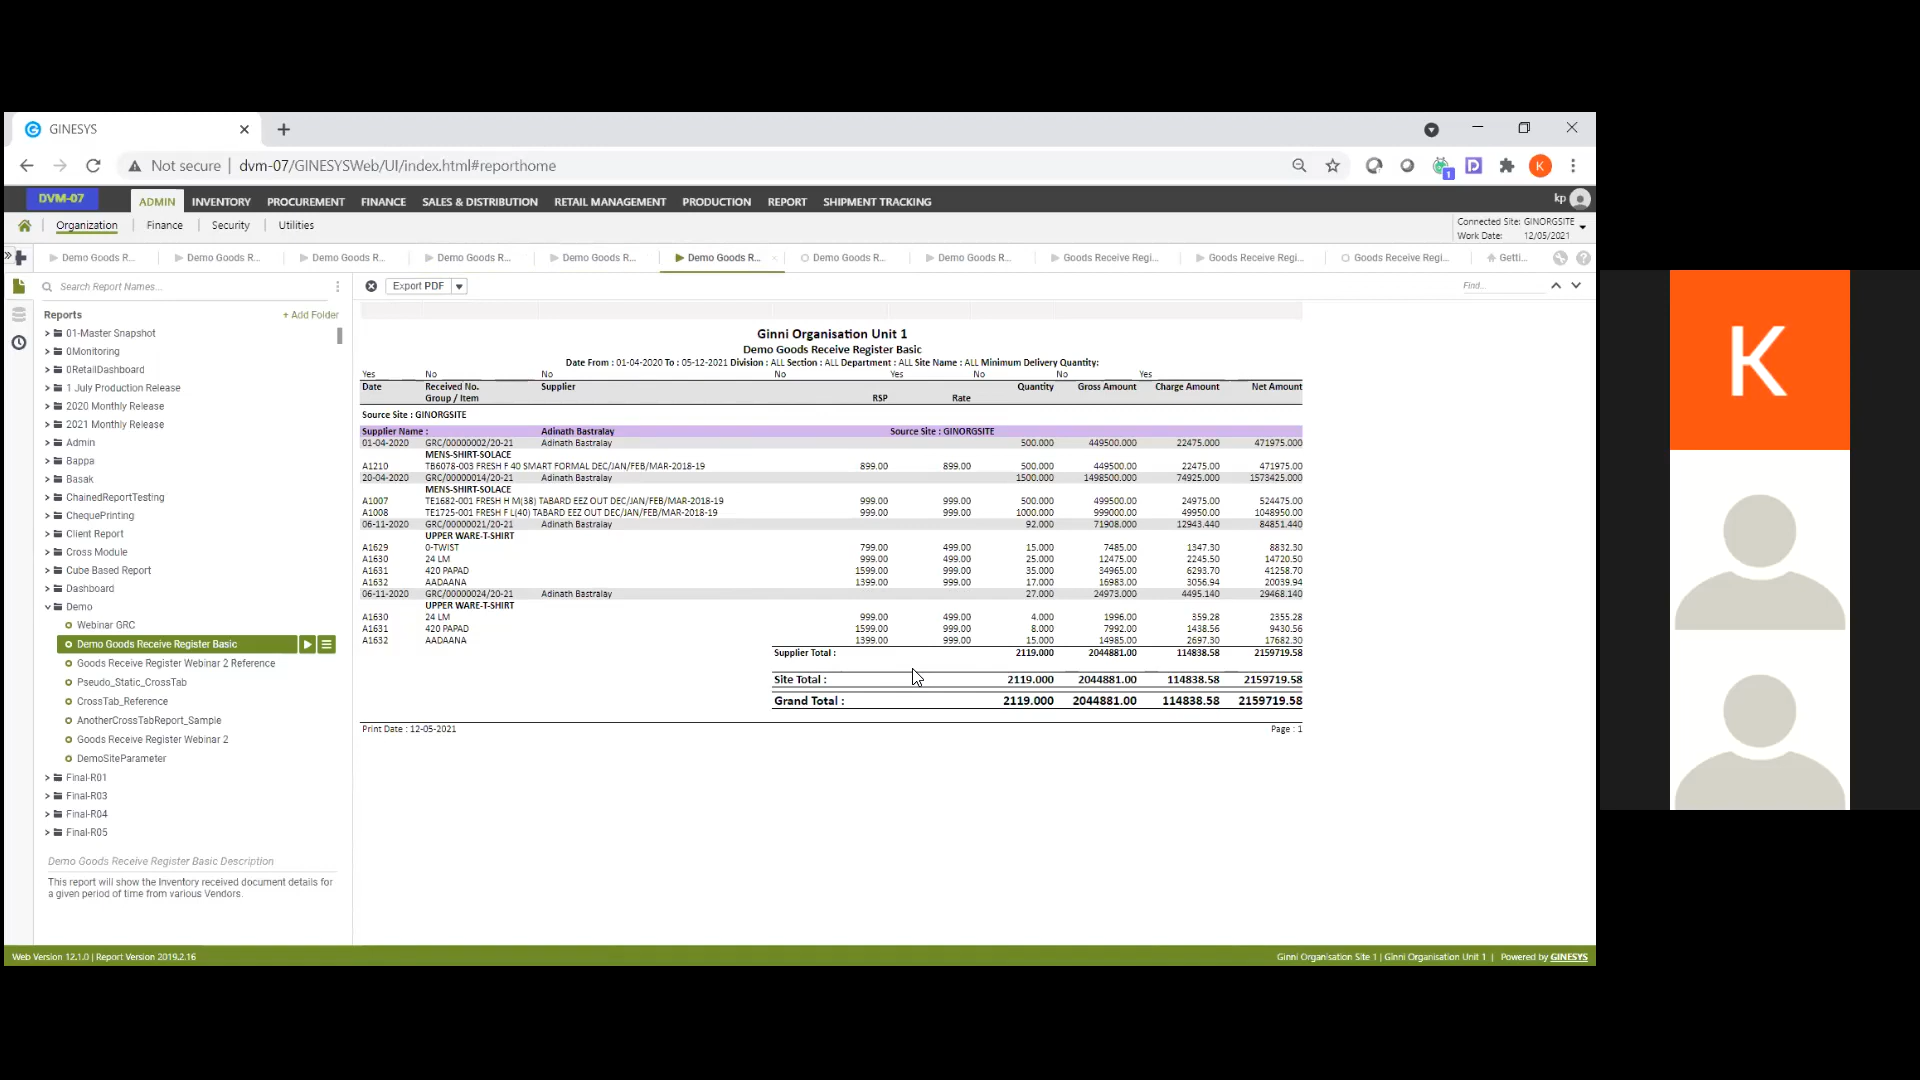 GINESYS
Not secure | dvm-07/GINESYSWeb/UI/index.html#reporthome
1
K
DVM-07 ADMIN INVENTORY PROCUREMENT FINANCE SALES & DISTRIBUTION RETAIL MANAGEMENT PRODUCTION REPORT SHIPMENT TRACKING kp
Organization Finance Security Utilities
Connected Site: GINORGSITE
Work Date: 12/05/2021
Demo Goods R... Demo Goods R... Demo Goods R... Demo Goods R... Demo Goods R... Demo Goods R... Demo Goods R... Demo Goods R... Goods Receive Regi... Goods Receive Regi... Goods Receive Regi... Getti...
Search Report Names...
Reports + Add Folder
01-Master Snapshot
0Monitoring
0RetailDashboard
1 July Production Release
2020 Monthly Release
2021 Monthly Release
Admin
Bappa
Basak
ChainedReportTesting
ChequePrinting
Client Report
Cross Module
Cube Based Report
Dashboard
Demo
Webinar GRC
Demo Goods Receive Register Basic
Goods Receive Register Webinar 2 Reference
Pseudo_Static_CrossTab
CrossTab_Reference
AnotherCrossTabReport_Sample
Goods Receive Register Webinar 2
DemoSiteParameter
Final-R01
Final-R03
Final-R04
Final-R05
Demo Goods Receive Register Basic Description
This report will show the Inventory received document details for
a given period of time from various Vendors.
Export PDF
Find...
Ginni Organisation Unit 1
Demo Goods Receive Register Basic
Date From : 01-04-2020 To : 05-12-2021 Division : ALL Section : ALL Department : ALL Site Name : ALL Minimum Delivery Quantity:
Yes No No No Yes No No Yes
Date Received No. Supplier Quantity Gross Amount Charge Amount Net Amount
Group / Item RSP Rate
Source Site : GINORGSITE
Supplier Name : Adinath Bastralay Source Site : GINORGSITE
01-04-2020 GRC/00000002/20-21 Adinath Bastralay 500.000 449500.000 22475.000 471975.000
MENS-SHIRT-SOLACE
A1210 TB6078-003 FRESH F 40 SMART FORMAL DEC/JAN/FEB/MAR-2018-19 899.00 899.00 500.000 449500.00 22475.00 471975.00
20-04-2020 GRC/00000014/20-21 Adinath Bastralay 1500.000 1498500.000 74925.000 1573425.000
MENS-SHIRT-SOLACE
A1007 TE1682-001 FRESH H M(38) TABARD EEZ OUT DEC/JAN/FEB/MAR-2018-19 999.00 999.00 500.000 499500.00 24975.00 524475.00
A1008 TE1725-001 FRESH F L(40) TABARD EEZ OUT DEC/JAN/FEB/MAR-2018-19 999.00 999.00 1000.000 999000.00 49950.00 1048950.00
06-11-2020 GRC/00000021/20-21 Adinath Bastralay 92.000 71908.000 12943.440 84851.440
UPPER WARE-T-SHIRT
A1629 0-TWIST 799.00 499.00 15.000 7485.00 1347.30 8832.30
A1630 24 LM 999.00 499.00 25.000 12475.00 2245.50 14720.50
A1631 420 PAPAD 1599.00 999.00 35.000 34965.00 6293.70 41258.70
A1632 AADAANA 1399.00 999.00 17.000 16983.00 3056.94 20039.94
06-11-2020 GRC/00000024/20-21 Adinath Bastralay 27.000 24973.000 4495.140 29468.140
UPPER WARE-T-SHIRT
A1630 24 LM 999.00 499.00 4.000 1996.00 359.28 2355.28
A1631 420 PAPAD 1599.00 999.00 8.000 7992.00 1438.56 9430.56
A1632 AADAANA 1399.00 999.00 15.000 14985.00 2697.30 17682.30
Supplier Total : 2119.000 2044881.00 114838.58 2159719.58
Site Total : 2119.000 2044881.00 114838.58 2159719.58
Grand Total : 2119.000 2044881.00 114838.58 2159719.58
Print Date : 12-05-2021 Page : 1
Web Version 12.1.0 | Report Version 2019.2.16
Ginni Organisation Site 1 | Ginni Organisation Unit 1 | Powered by GINESYS
K